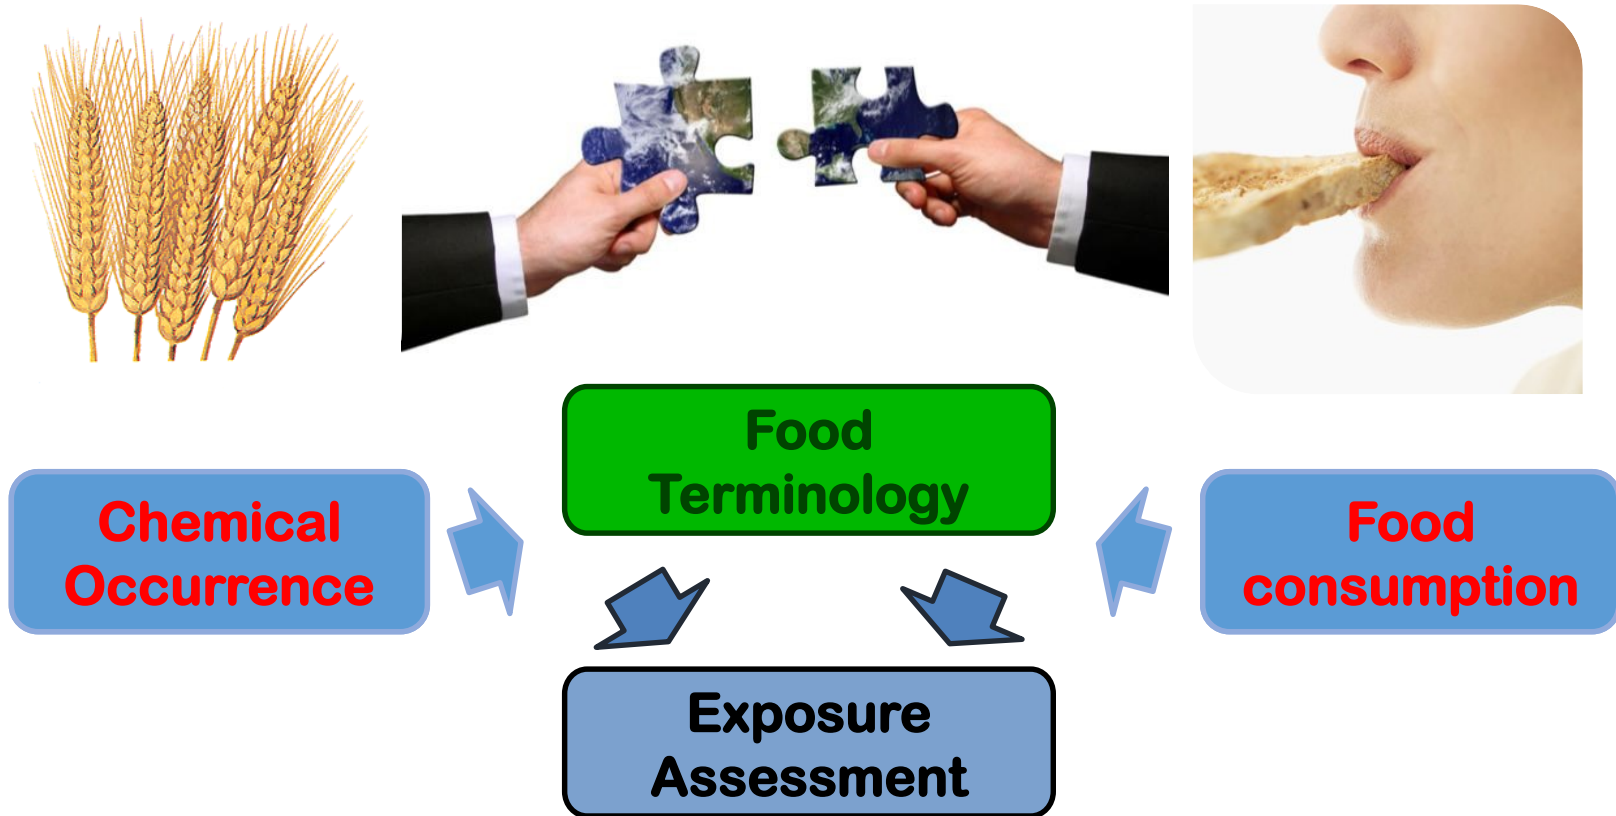 Food
Terminology
Chemical
Occurrence
Food
consumption
Exposure
Assessment